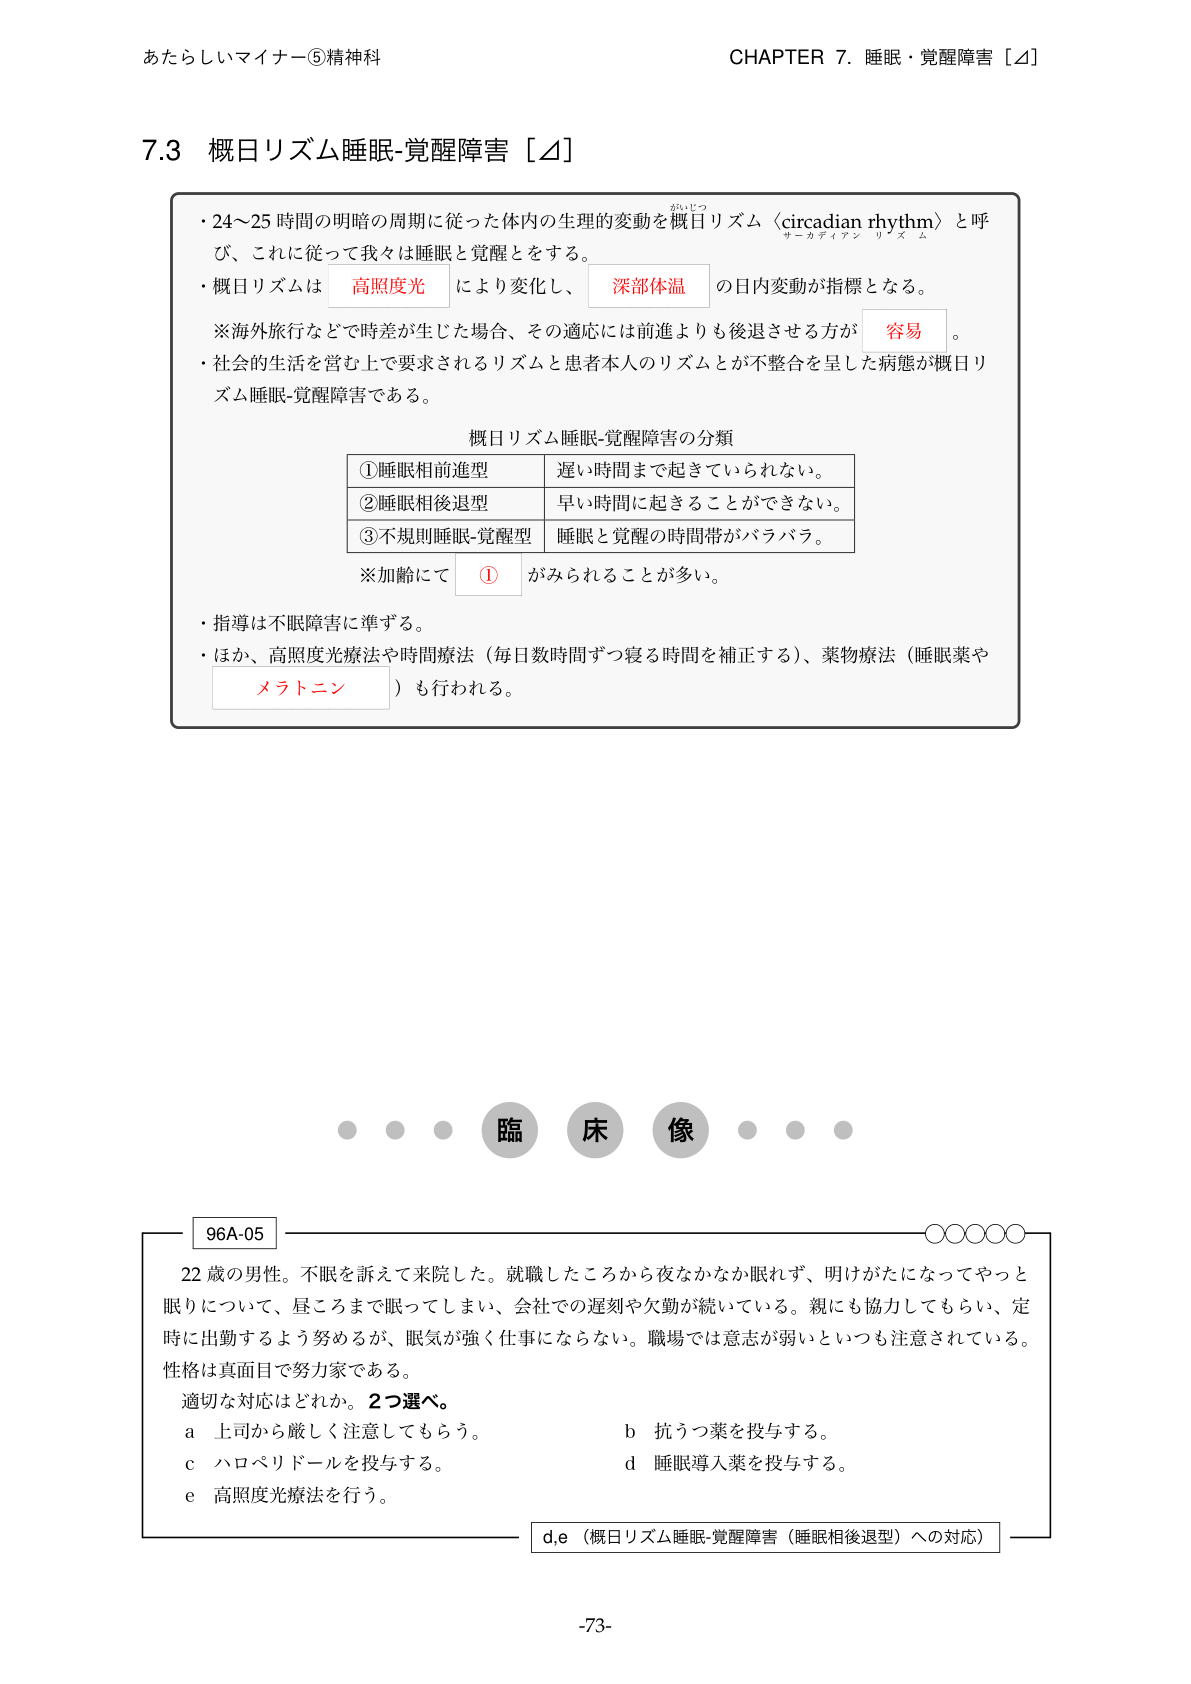 あたらしいマイナー⑤精神科
CHAPTER 7. 睡眠・覚醒障害［⊿］
7.3 概日リズム睡眠-覚醒障害［⊿］
がいじつ
・24〜25 時間の明暗の周期に従った体内の生理的変動を概日リズム〈circadian rhythm〉と呼
サーカディアン リズム
び、これに従って我々は睡眠と覚醒とをする。
・概日リズムは 高照度光 により変化し、 深部体温 の日内変動が指標となる。
※海外旅行などで時差が生じた場合、その適応には前進よりも後退させる方が 容易 。
・社会的生活を営む上で要求されるリズムと患者本人のリズムとが不整合を呈した病態が概日リ
ズム睡眠-覚醒障害である。
概日リズム睡眠-覚醒障害の分類
①睡眠相前進型 遅い時間まで起きていられない。
②睡眠相後退型 早い時間に起きることができない。
③不規則睡眠-覚醒型 睡眠と覚醒の時間帯がバラバラ。
※加齢にて ① がみられることが多い。
・指導は不眠障害に準ずる。
・ほか、高照度光療法や時間療法（毎日数時間ずつ寝る時間を補正する）、薬物療法（睡眠薬や
メラトニン ）も行われる。
臨床像
96A-05
22 歳の男性。不眠を訴えて来院した。就職したころから夜なかなか眠れず、明けがたになってやっと
眠りについて、昼ころまで眠ってしまい、会社での遅刻や欠勤が続いている。親にも協力してもらい、定
時に出勤するよう努めるが、眠気が強く仕事にならない。職場では意志が弱いといつも注意されている。
性格は真面目で努力家である。
適切な対応はどれか。2つ選べ。
a 上司から厳しく注意してもらう。 b 抗うつ薬を投与する。
c ハロペリドールを投与する。 d 睡眠導入薬を投与する。
e 高照度光療法を行う。
d,e （概日リズム睡眠-覚醒障害（睡眠相後退型）への対応）
-73-